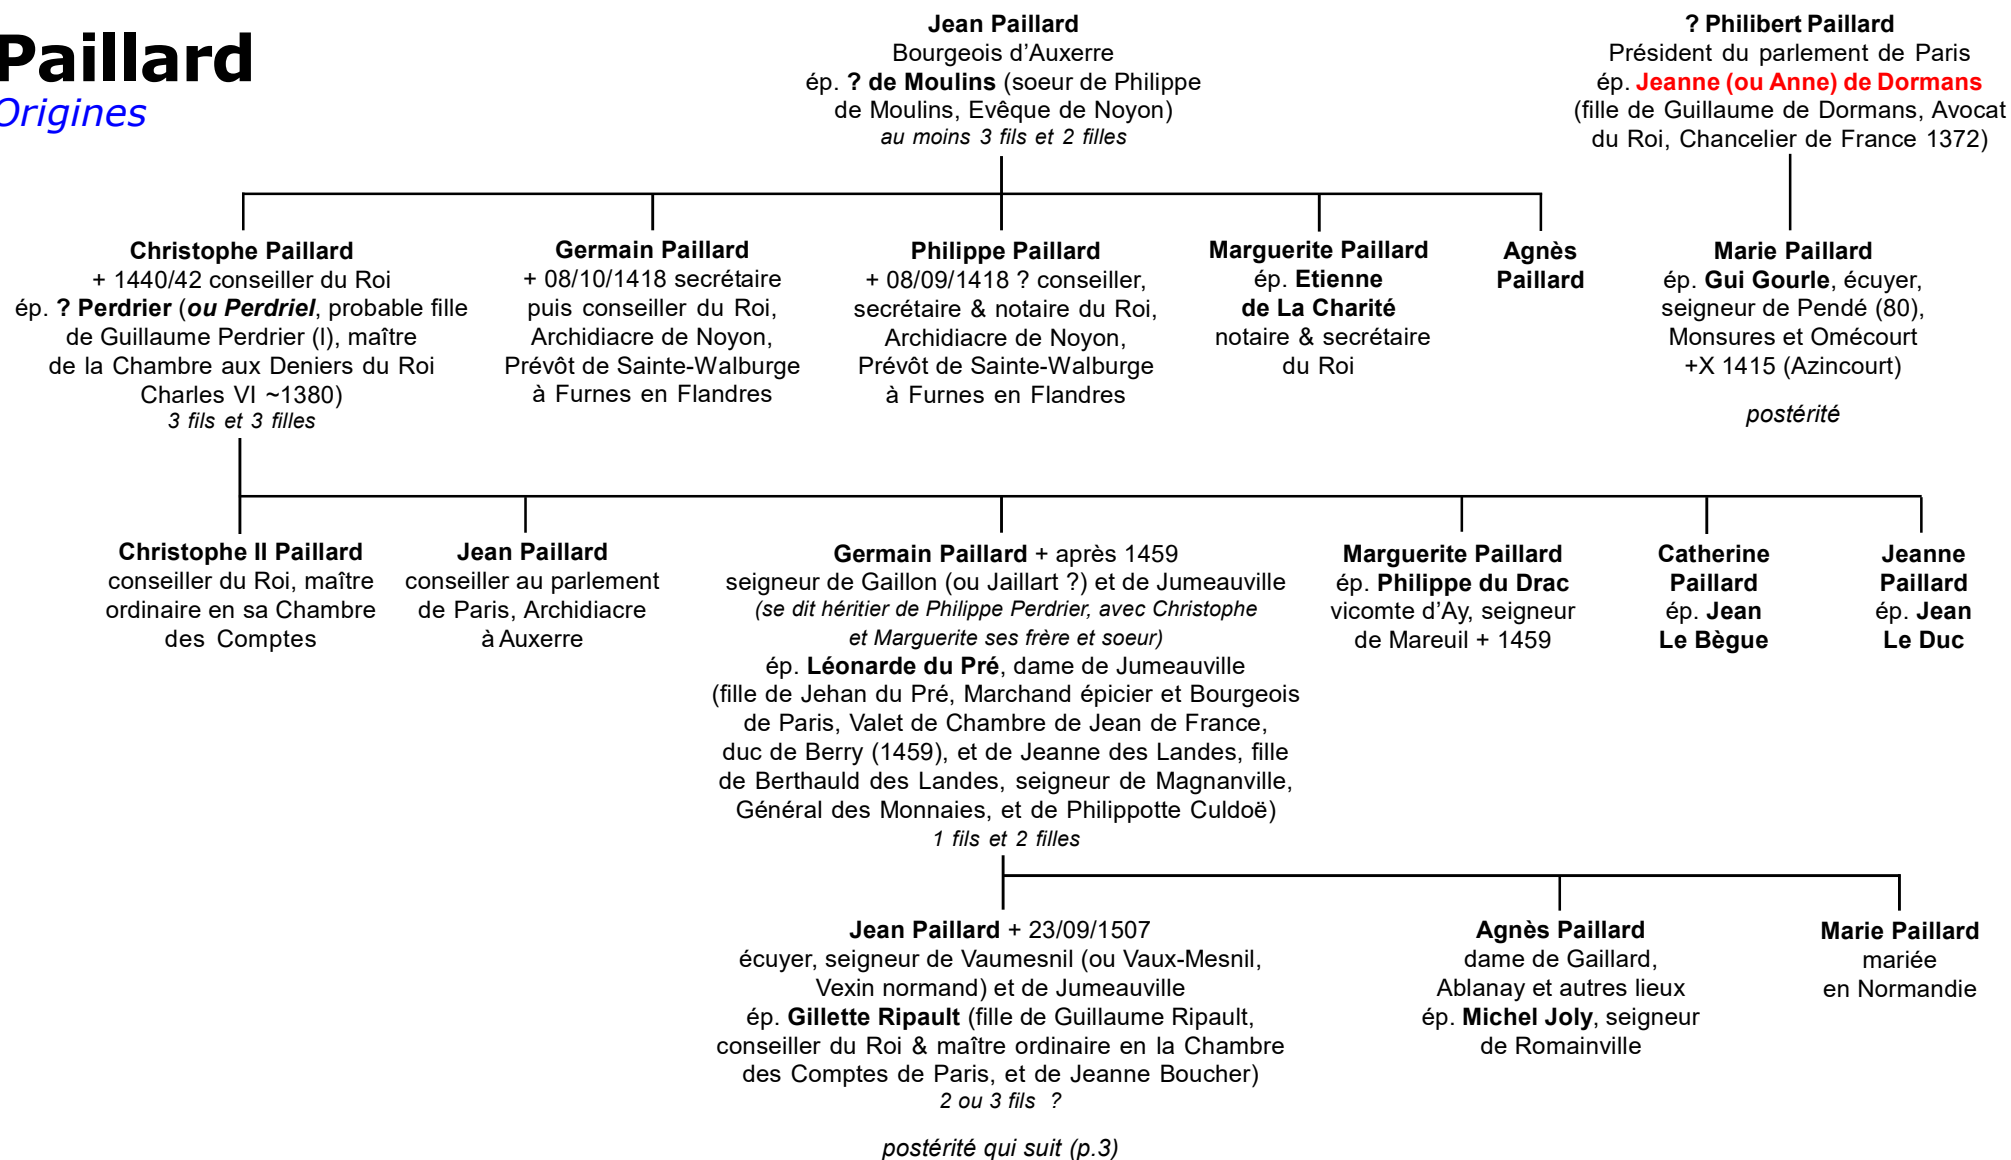 Paillard
Origines
Jean Paillard
Bourgeois d'Auxerre
ép. ? de Moulins (soeur de Philippe
de Moulins, Evêque de Noyon)
au moins 3 fils et 2 filles
? Philibert Paillard
Président du parlement de Paris
ép. Jeanne (ou Anne) de Dormans
(fille de Guillaume de Dormans, Avocat
du Roi, Chancelier de France 1372)
Christophe Paillard
+ 1440/42 conseiller du Roi
ép. ? Perdrier (ou Perdriel, probable fille
de Guillaume Perdrier (I), maître
de la Chambre aux Deniers du Roi
Charles VI ~1380)
3 fils et 3 filles
Germain Paillard
+ 08/10/1418 secrétaire
puis conseiller du Roi,
Archidiacre de Noyon,
Prévôt de Sainte-Walburge
à Furnes en Flandres
Philippe Paillard
+ 08/09/1418 ? conseiller,
secrétaire & notaire du Roi,
Archidiacre de Noyon,
Prévôt de Sainte-Walburge
à Furnes en Flandres
Marguerite Paillard
ép. Etienne
de La Charité
notaire & secrétaire
du Roi
Agnès
Paillard
Marie Paillard
ép. Gui Gourle, écuyer,
seigneur de Pendé (80),
Monsures et Omécourt
+X 1415 (Azincourt)
postérité
Christophe II Paillard
conseiller du Roi, maître
ordinaire en sa Chambre
des Comptes
Jean Paillard
conseiller au parlement
de Paris, Archidiacre
à Auxerre
Germain Paillard + après 1459
seigneur de Gaillon (ou Jaillart ?) et de Jumeauville
(se dit héritier de Philippe Perdrier, avec Christophe
et Marguerite ses frère et soeur)
ép. Léonarde du Pré, dame de Jumeauville
(fille de Jehan du Pré, Marchand épicier et Bourgeois
de Paris, Valet de Chambre de Jean de France,
duc de Berry (1459), et de Jeanne des Landes, fille
de Berthauld des Landes, seigneur de Magnanville,
Général des Monnaies, et de Philippotte Culdoë)
1 fils et 2 filles
Marguerite Paillard
ép. Philippe du Drac
vicomte d'Ay, seigneur
de Mareuil + 1459
Catherine
Paillard
ép. Jean
Le Bègue
Jeanne
Paillard
ép. Jean
Le Duc
Jean Paillard + 23/09/1507
écuyer, seigneur de Vaumesnil (ou Vaux-Mesnil,
Vexin normand) et de Jumeauville
ép. Gillette Ripault (fille de Guillaume Ripault,
conseiller du Roi & maître ordinaire en la Chambre
des Comptes de Paris, et de Jeanne Boucher)
2 ou 3 fils ?
postérité qui suit (p.3)
Agnès Paillard
dame de Gaillard,
Ablanay et autres lieux
ép. Michel Joly, seigneur
de Romainville
Marie Paillard
mariée
en Normandie